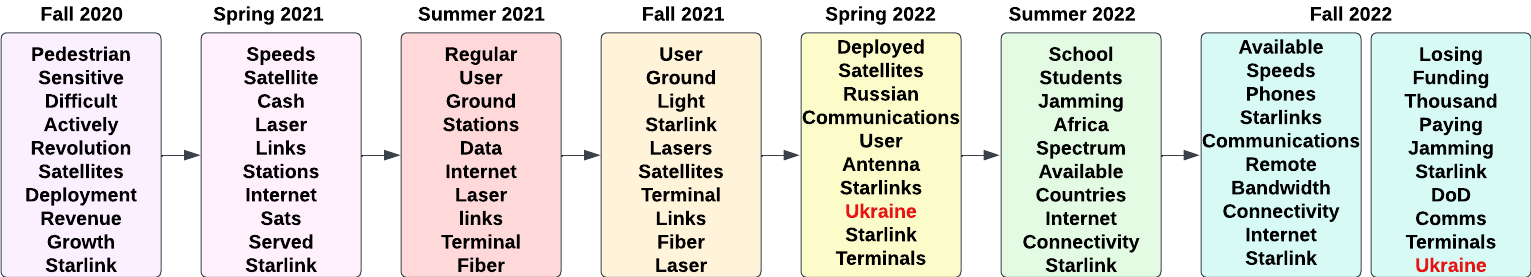 Fall 2020
Pedestrian
Sensitive
Difficult
Actively
Revolution
Satellites
Deployment
Revenue
Growth
Starlink
Spring 2021
Speeds
Satellite
Cash
Laser
Links
Stations
Internet
Sats
Served
Starlink
Summer 2021
Regular
User
Ground
Stations
Data
Internet
Laser
links
Terminal
Fiber
Fall 2021
User
Ground
Light
Starlink
Lasers
Satellites
Terminal
Links
Fiber
Laser
Spring 2022
Deployed
Satellites
Russian
Communications
User
Antenna
Starlinks
Ukraine
Starlink
Terminals
Summer 2022
School
Students
Jamming
Africa
Spectrum
Available
Countries
Internet
Connectivity
Starlink
Fall 2022
Available
Speeds
Phones
Starlinks
Communications
Remote
Bandwidth
Connectivity
Internet
Starlink
Losing
Funding
Thousand
Paying
Jamming
Starlink
DoD
Comms
Terminals
Ukraine